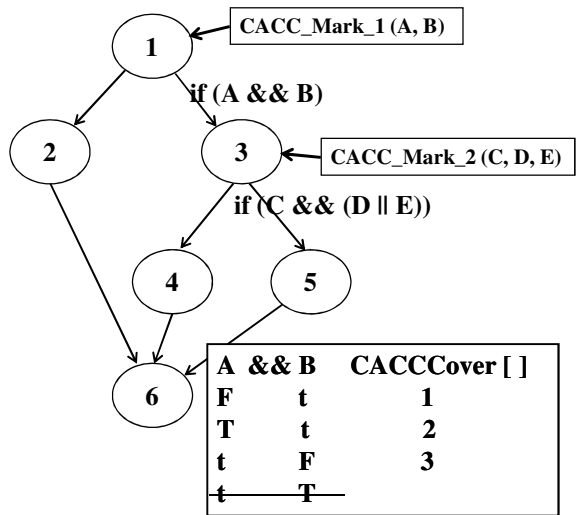 CACC_Mark_1 (A, B)
1
if (A && B)
2
3
CACC_Mark_2 (C, D, E)
if (C && (D || E))
4
5
6
A && B CACCCover [ ]
F t 1
T t 2
t F 3
t T